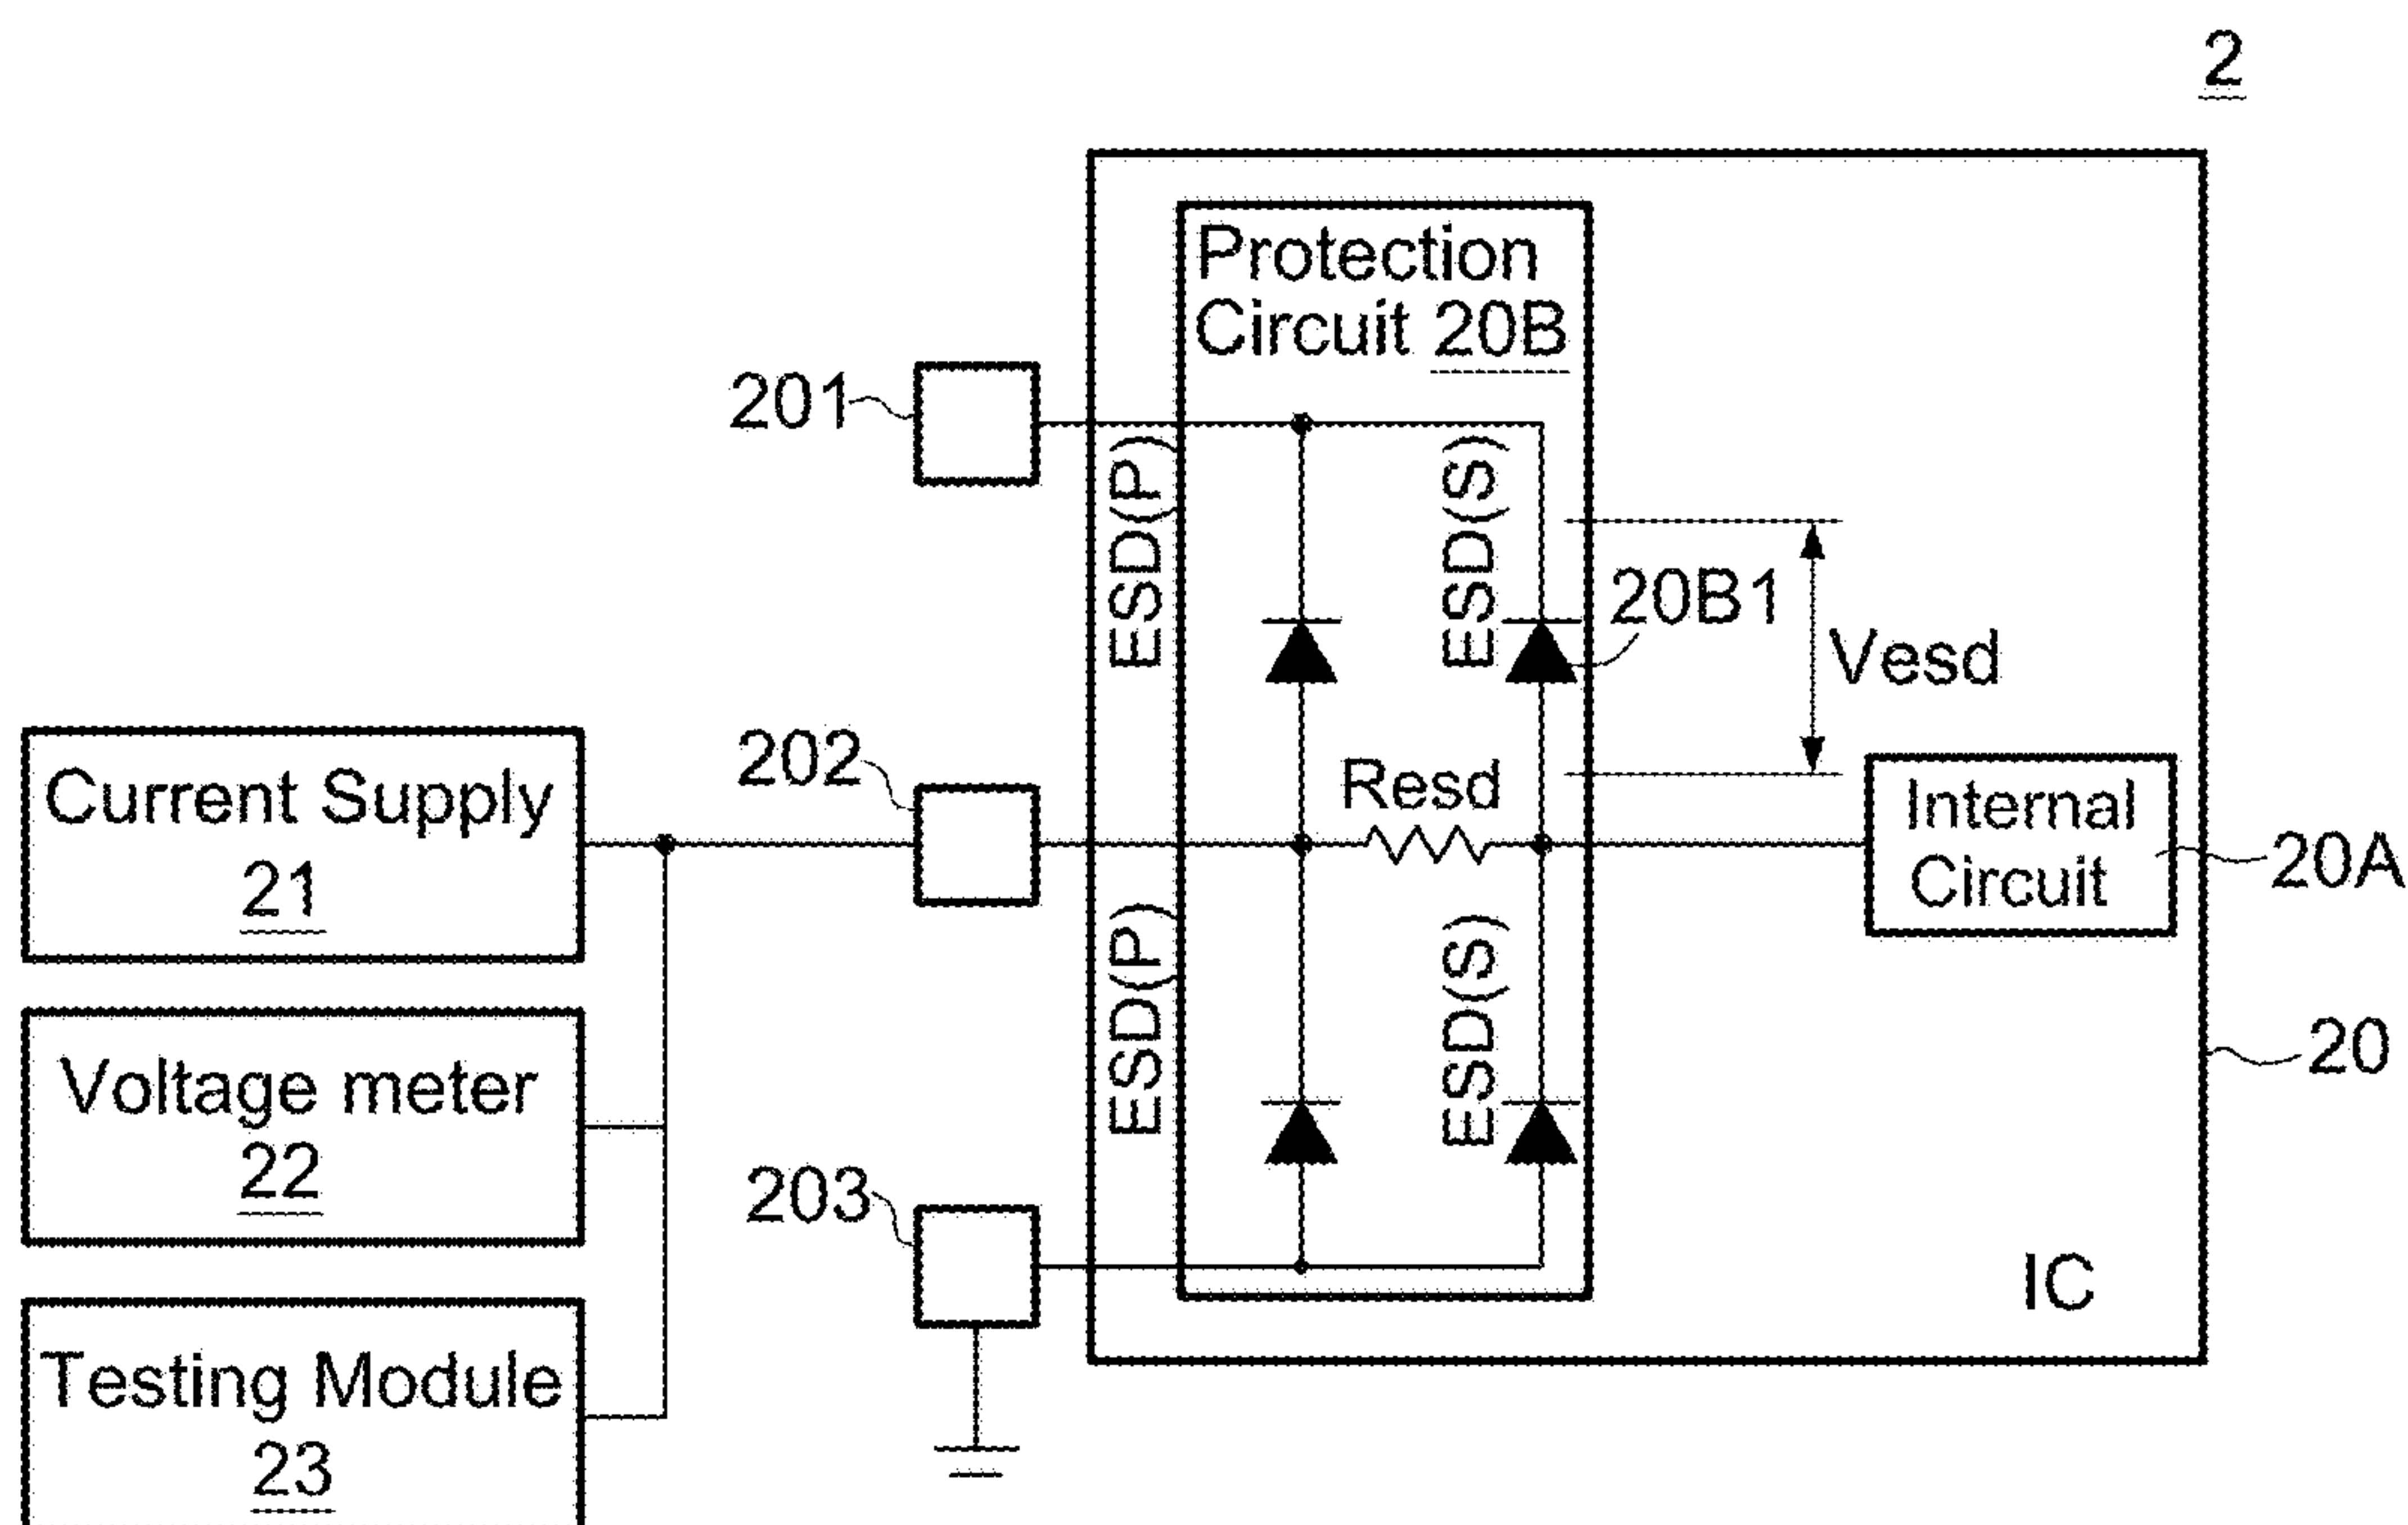 2
Protection
Circuit 20B
201
ESD(P)
ESD(S)
20B1
Vesd
202
Resd
Current Supply
21
Internal
Circuit
20A
ESD(P)
ESD(S)
Voltage meter
22
20
203
IC
Testing Module
23